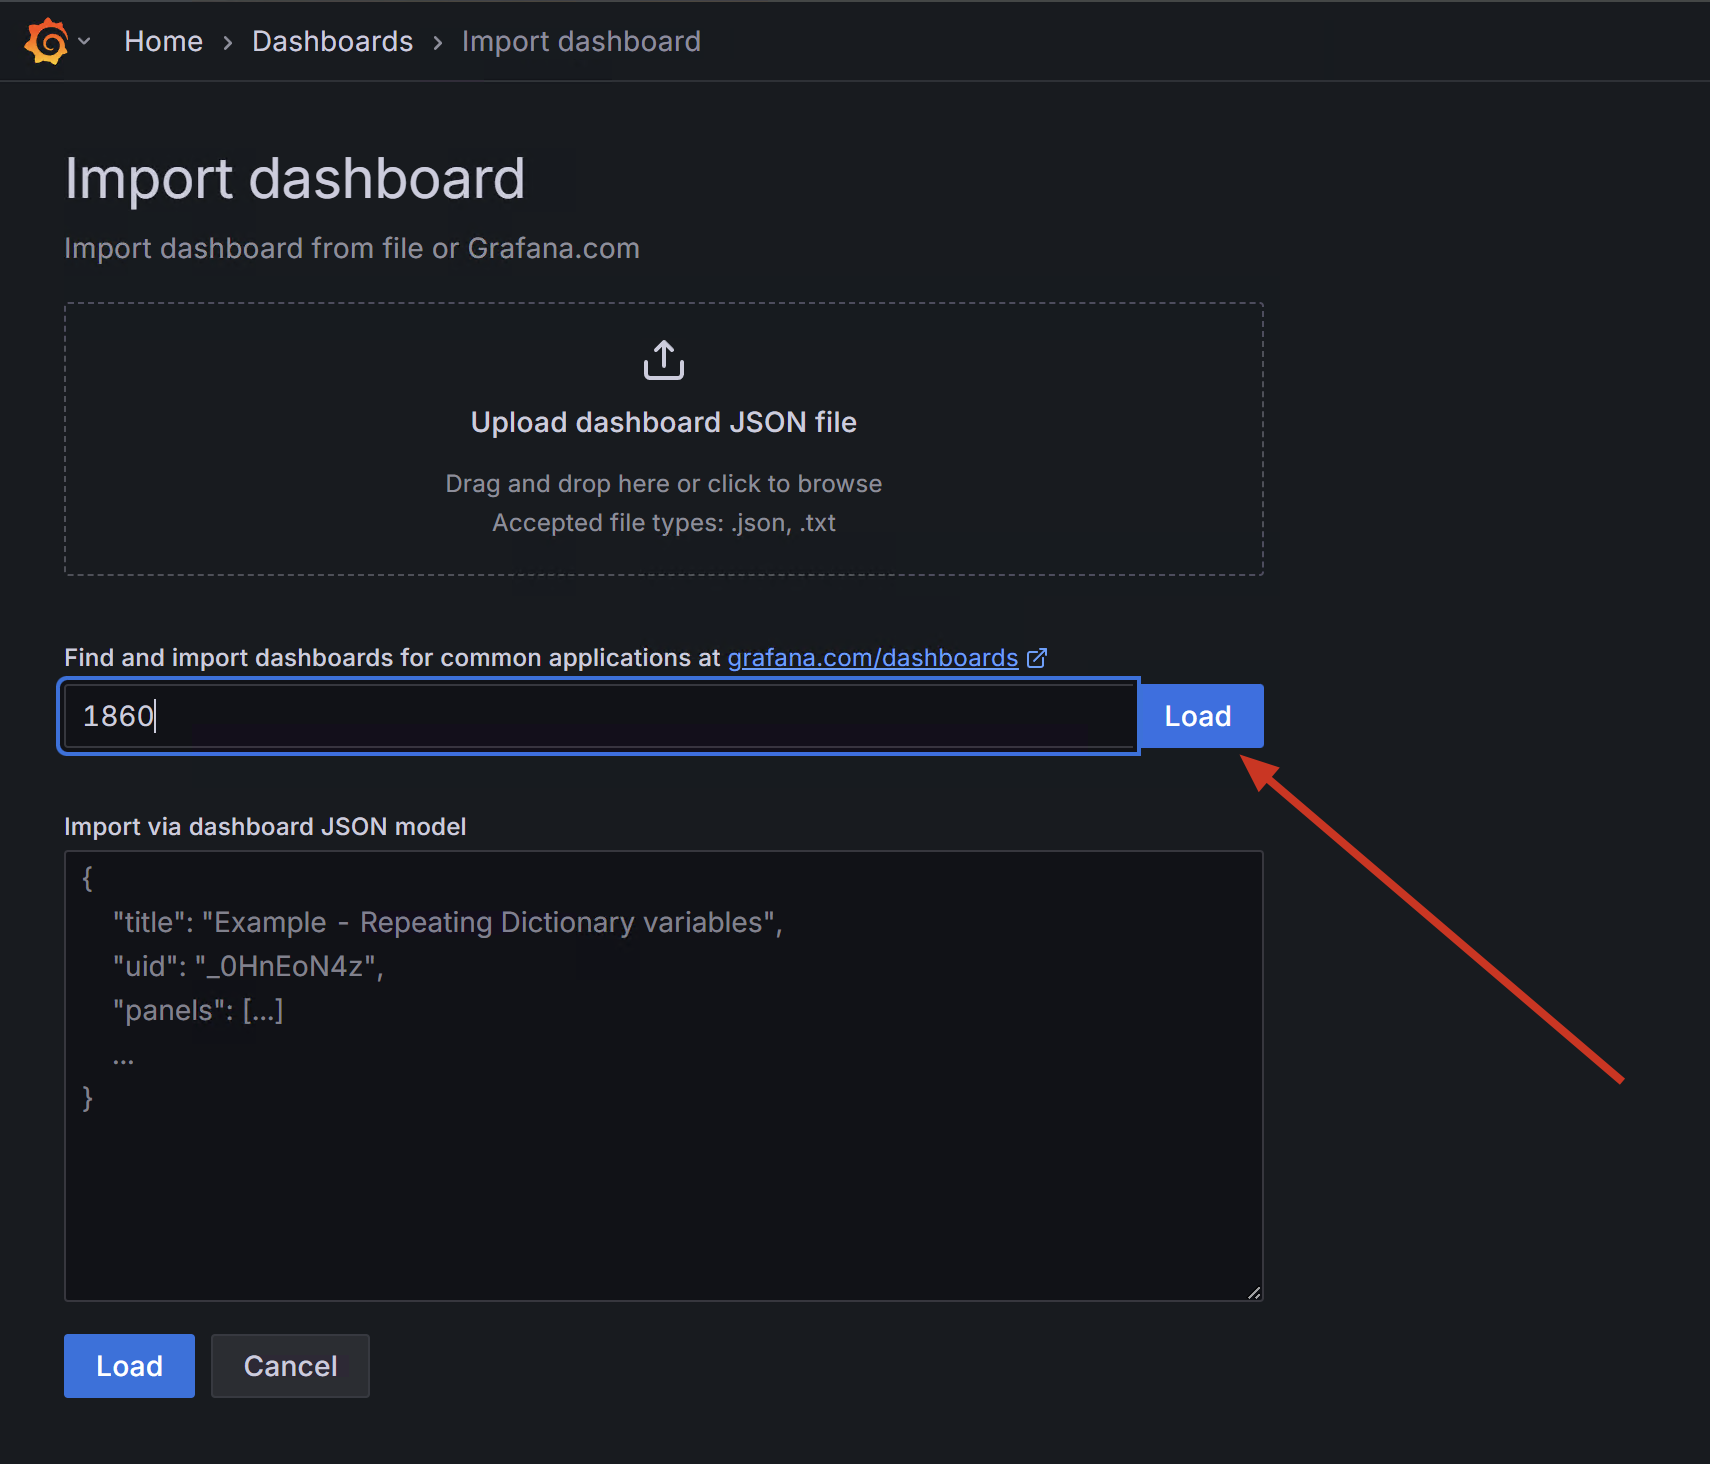 Home > Dashboards > Import dashboard
Import dashboard
Import dashboard from file or Grafana.com
Upload dashboard JSON file
Drag and drop here or click to browse
Accepted file types: .json, .txt
Find and import dashboards for common applications at grafana.com/dashboards
1860
Load
Import via dashboard JSON model
{
"title": "Example - Repeating Dictionary variables",
"uid": "_0HnEoN4z",
"panels": [...]
...
}
Load
Cancel